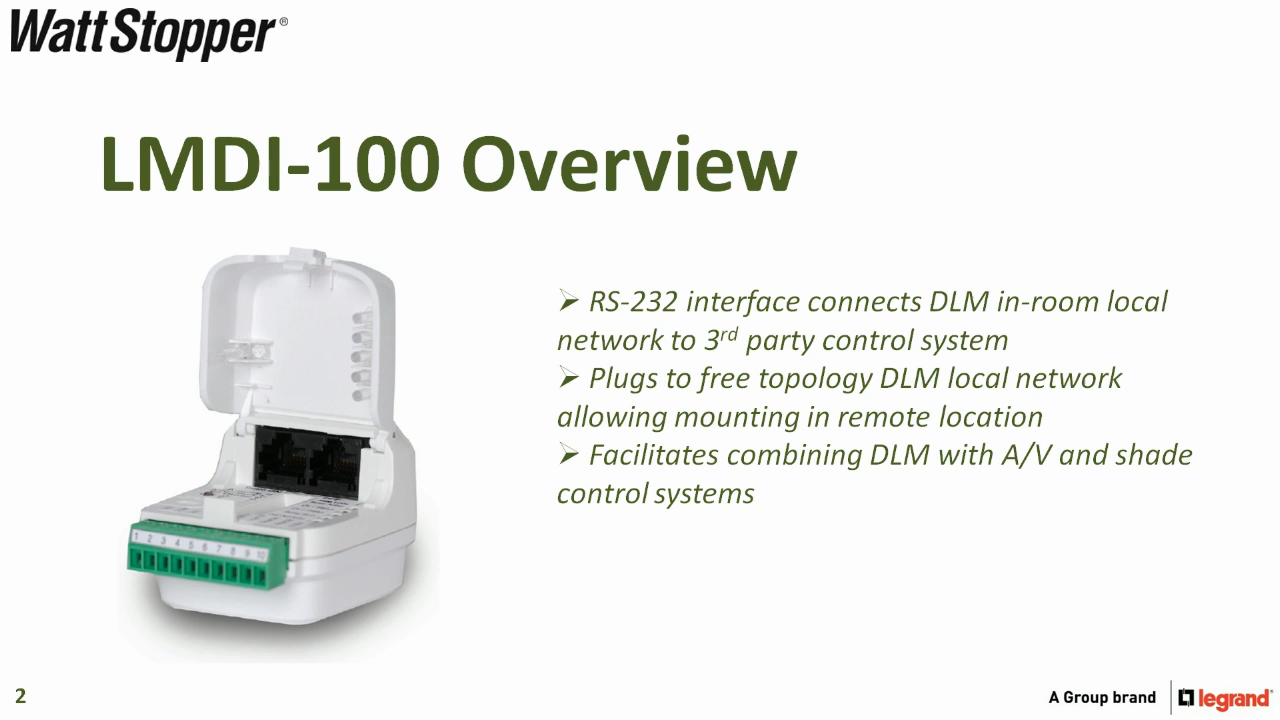 WattStopper®
LMDI-100 Overview
➢ RS-232 interface connects DLM in-room local
network to 3rd party control system
➢ Plugs to free topology DLM local network
allowing mounting in remote location
➢ Facilitates combining DLM with A/V and shade
control systems
1 2 3 4 5 6 7 8 9 10
2
A Group brand
legrand®